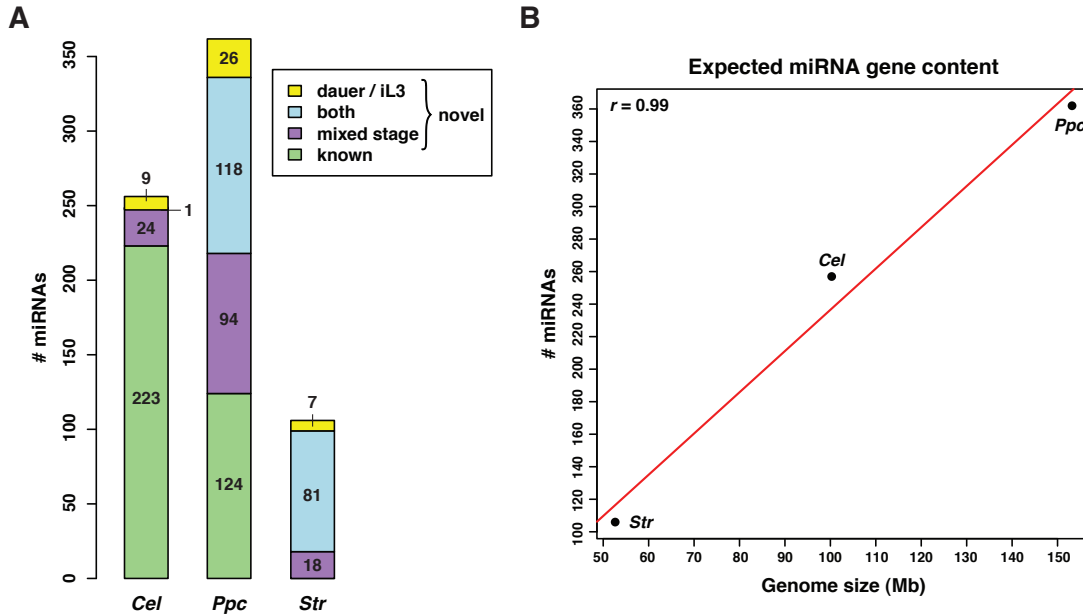 A
# miRNAs
350
300
250
200
150
100
50
0
26
118
94
124
9
1
24
223
7
81
18
Cel Ppc Str
dauer / iL3
both
mixed stage
known
novel
B
Expected miRNA gene content
r = 0.99
# miRNAs
360
340
320
300
280
260
240
220
200
180
160
140
120
100
Ppc
Cel
Str
50 60 70 80 90 100 110 120 130 140 150
Genome size (Mb)